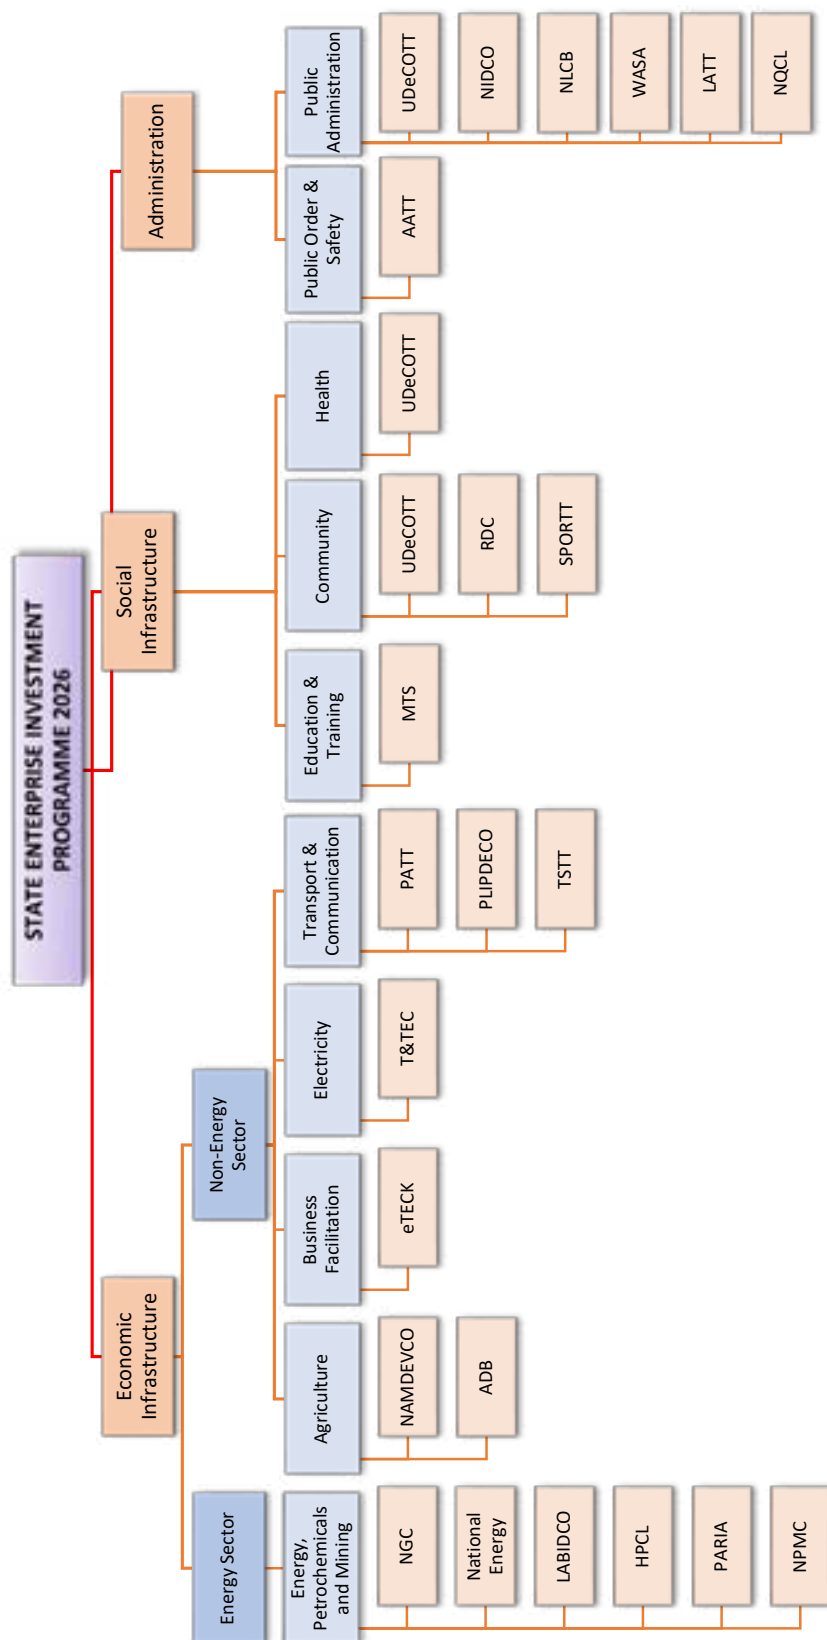 STATE ENTERPRISE INVESTMENT
PROGRAMME 2026
Economic
Infrastructure
Social
Infrastructure
Administration
Energy Sector
Non-Energy
Sector
Energy,
Petrochemicals
and Mining
Agriculture
Business
Facilitation
Electricity
Transport &
Communication
Education &
Training
Community
Health
Public Order &
Safety
Public
Administration
NGC
National
Energy
LABIDCO
HPCL
PARIA
NPMC
NAMDEVCO
ADB
eTECK
T&TEC
PATT
PLIPDECO
TSTT
MTS
UDeCOTT
RDC
SPORTT
UDeCOTT
AATT
UDeCOTT
NIDCO
NLCB
WASA
LATT
NQCL